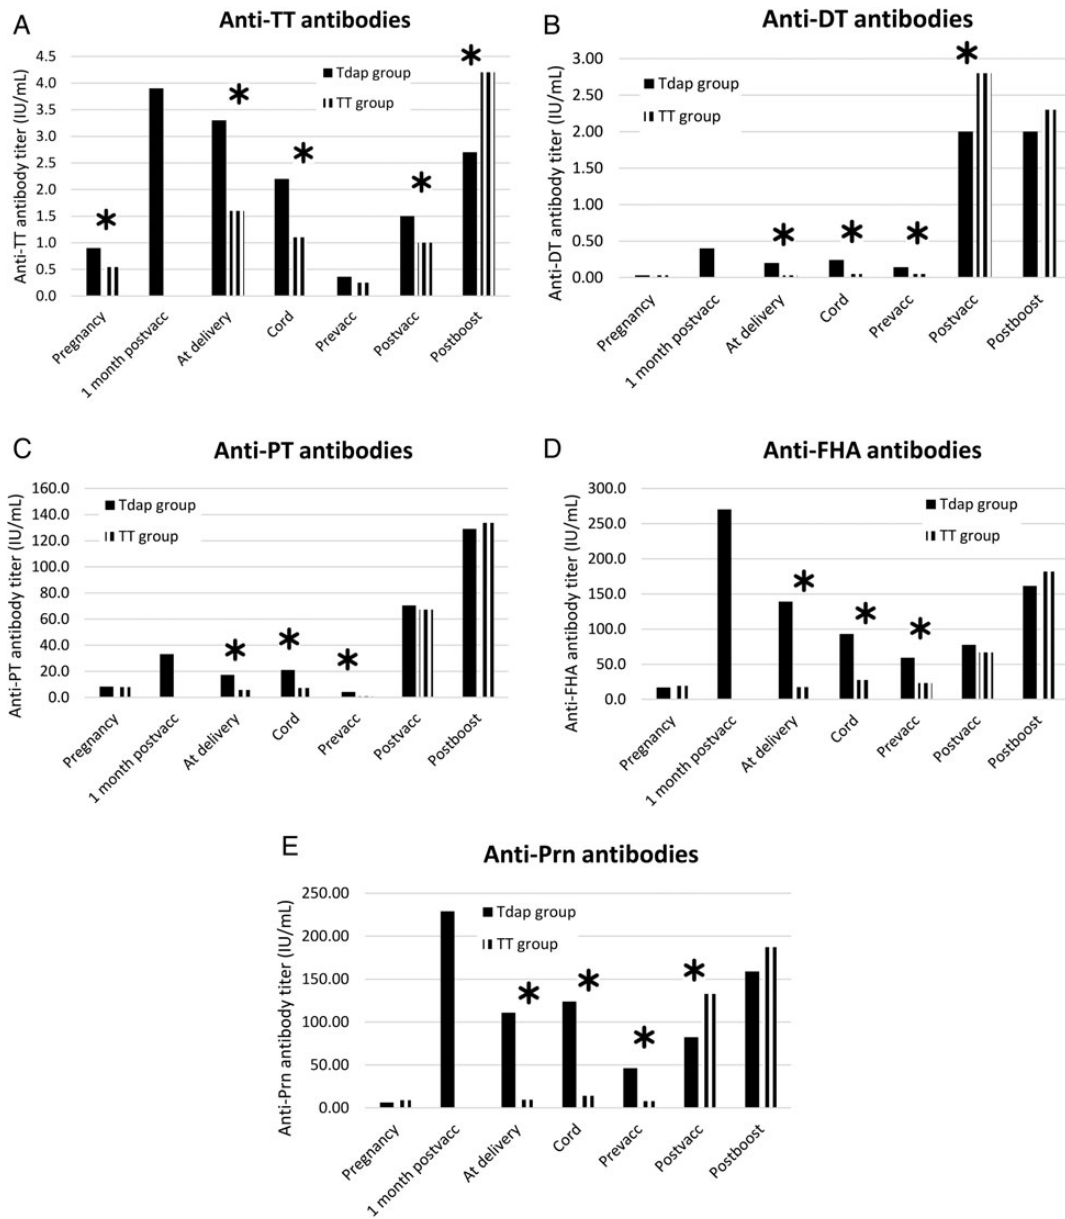 A
Anti-TT antibodies
Anti-TT antibody titer (IU/mL)
4.5
4.0
3.5
3.0
2.5
2.0
1.5
1.0
0.5
0.0
Tdap group
TT group
Pregnancy
1 month postvacc
At delivery
Cord
Prevacc
Postvacc
Postboost
B
Anti-DT antibodies
Anti-DT antibody titer (IU/mL)
3.00
2.50
2.00
1.50
1.00
0.50
0.00
Tdap group
TT group
Pregnancy
1 month postvacc
At delivery
Cord
Prevacc
Postvacc
Postboost
C
Anti-PT antibodies
Anti-PT antibody titer (IU/mL)
160.0
140.0
120.0
100.0
80.0
60.0
40.0
20.0
0.0
Tdap group
TT group
Pregnancy
1 month postvacc
At delivery
Cord
Prevacc
Postvacc
Postboost
D
Anti-FHA antibodies
Anti-FHA antibody titer (IU/mL)
300.0
250.0
200.0
150.0
100.0
50.0
0.0
Tdap group
TT group
Pregnancy
1 month postvacc
At delivery
Cord
Prevacc
Postvacc
Postboost
E
Anti-Prn antibodies
Anti-Prn antibody titer (IU/mL)
250.00
200.00
150.00
100.00
50.00
0.00
Tdap group
TT group
Pregnancy
1 month postvacc
At delivery
Cord
Prevacc
Postvacc
Postboost